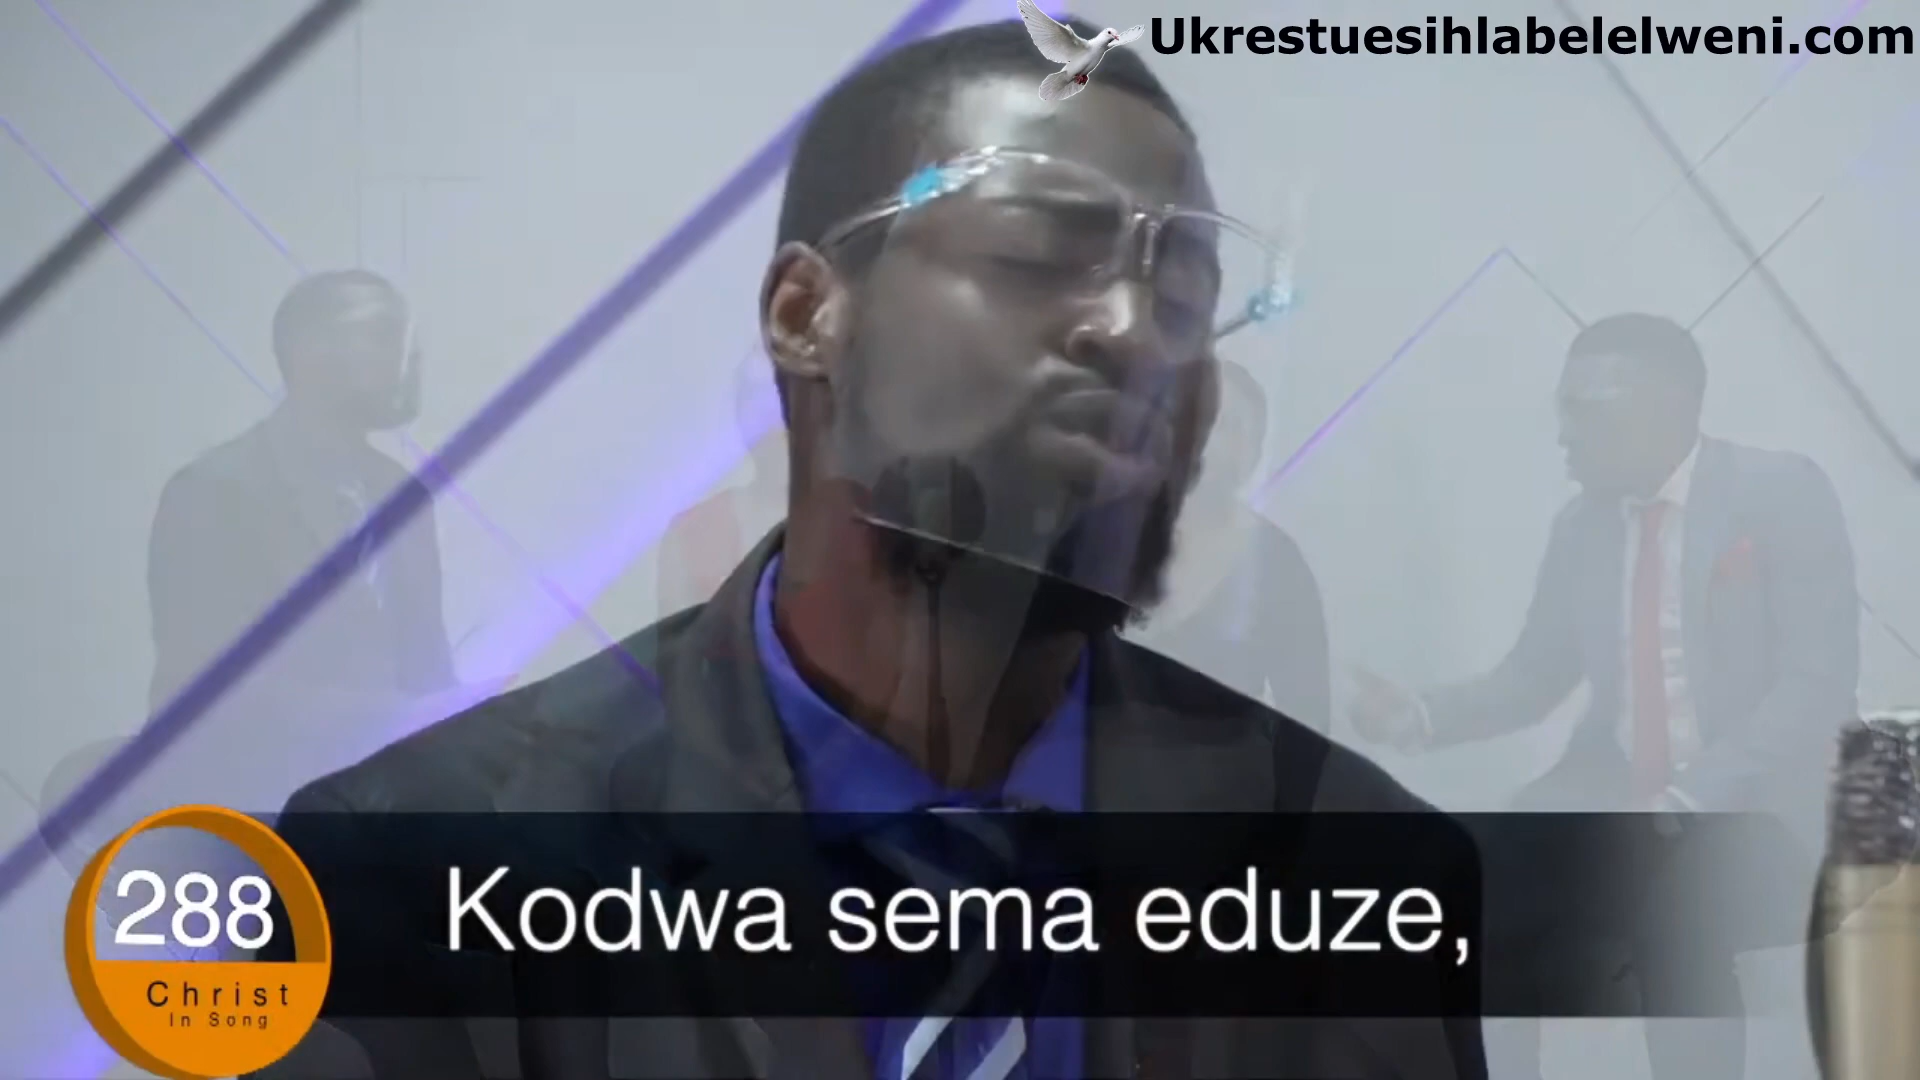 Ukrestuesihlabelelweni.com
288
Christ
In Song
Kodwa sema eduze,